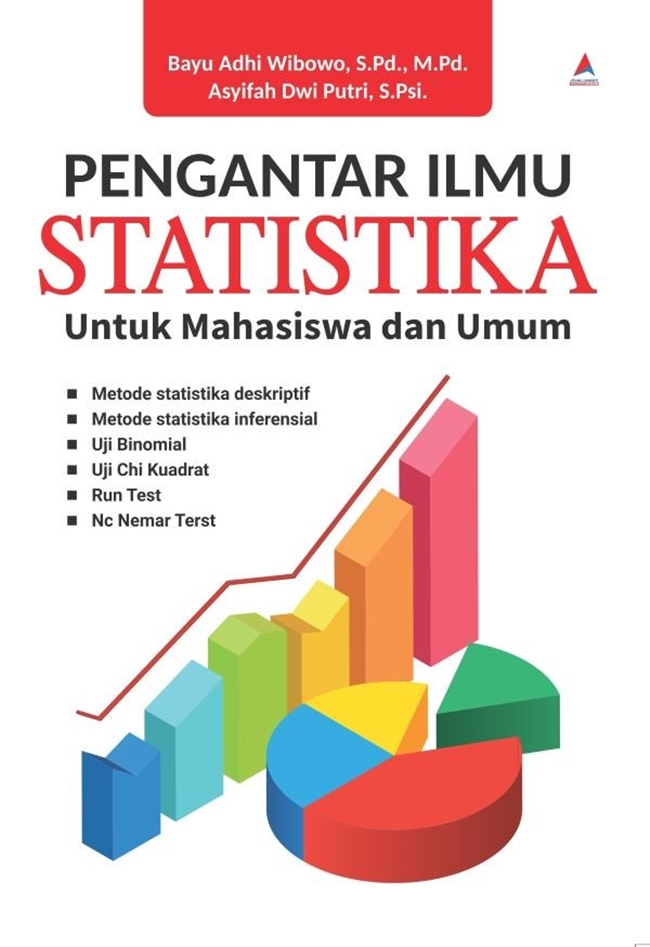 Bayu Adhi Wibowo, S.Pd., M.Pd.
Asyifah Dwi Putri, S.Psi.
PENGANTAR ILMU
STATISTIKA
Untuk Mahasiswa dan Umum
■ Metode statistika deskriptif
■ Metode statistika inferensial
■ Uji Binomial
■ Uji Chi Kuadrat
■ Run Test
■ Nc Nemar Terst